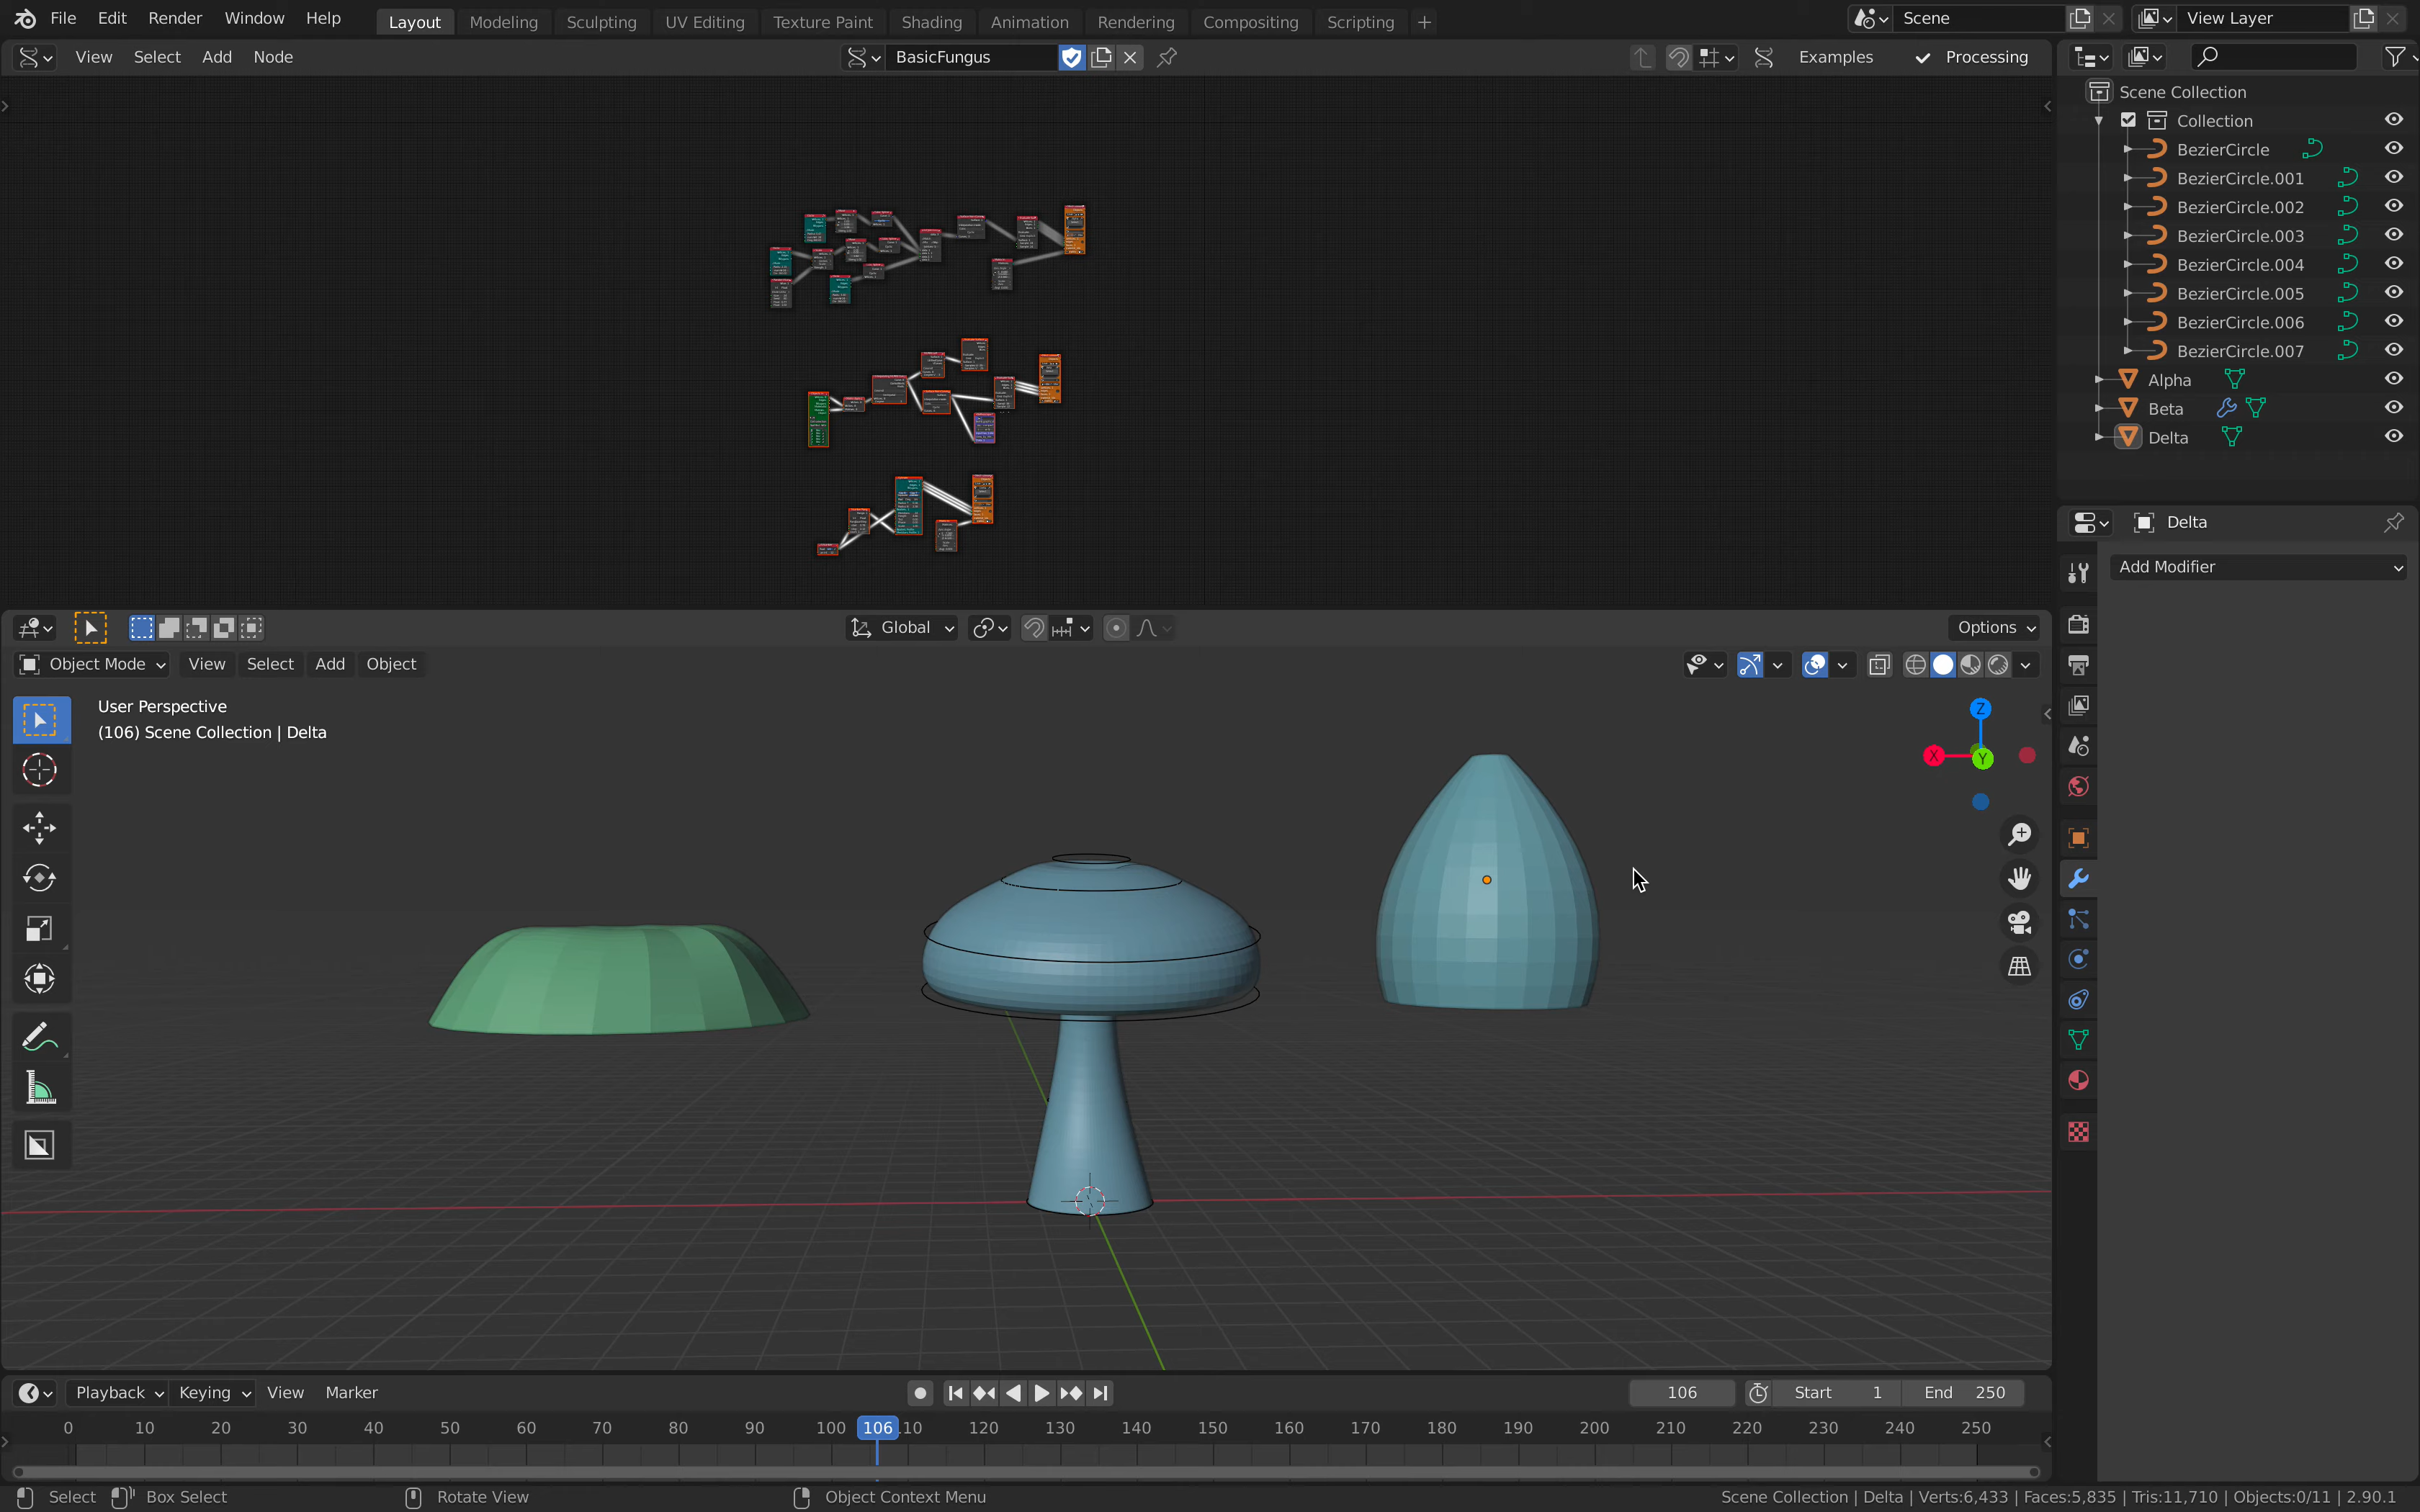 File Edit Render Window Help Layout Modeling Sculpting UV Editing Texture Paint Shading Animation Rendering Compositing Scripting + Scene View Layer
View Select Add Node BasicFungus Examples Processing
Scene Collection
Collection
BezierCircle
BezierCircle.001
BezierCircle.002
BezierCircle.003
BezierCircle.004
BezierCircle.005
BezierCircle.006
BezierCircle.007
Alpha
Beta
Delta
Delta
Add Modifier
Global Options
Object Mode View Select Add Object
User Perspective
(106) Scene Collection | Delta
Z
X Y
Playback Keying View Marker 106 Start 1 End 250
0 10 20 30 40 50 60 70 80 90 100 106 10 120 130 140 150 160 170 180 190 200 210 220 230 240 250
Select Box Select Rotate View Object Context Menu Scene Collection | Delta | Verts:6,433 | Faces:5,835 | Tris:11,710 | Objects:0/11 | 2.90.1